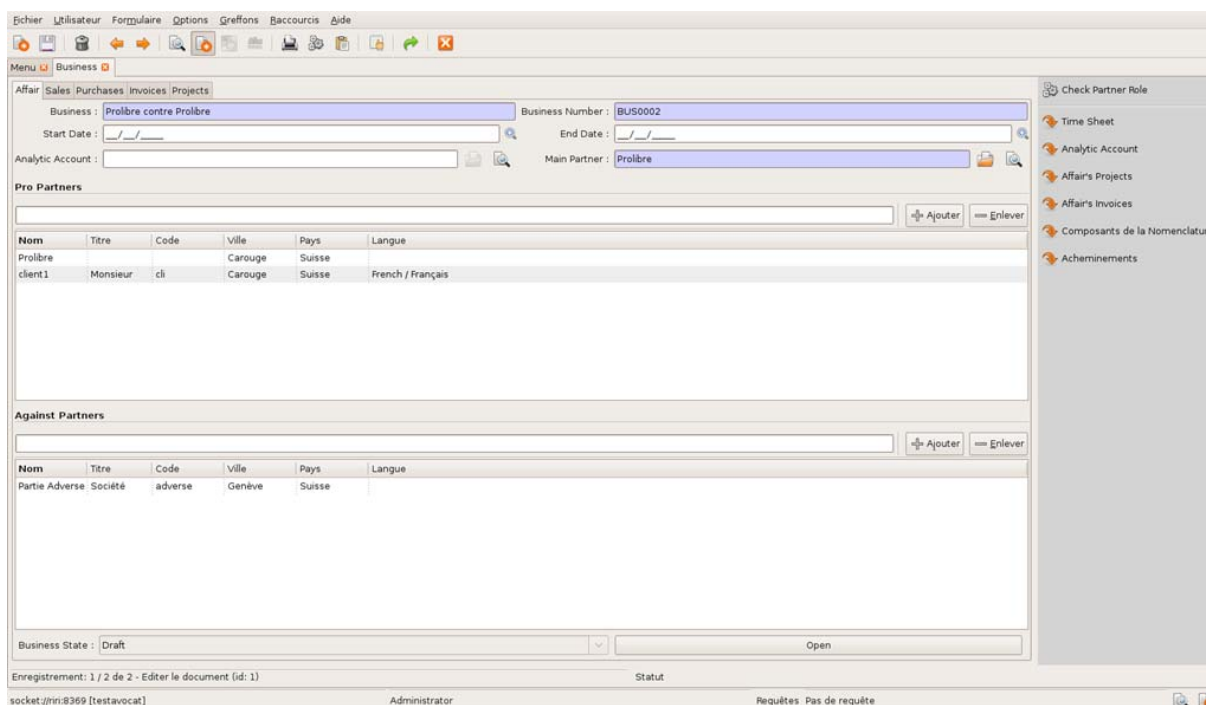 Fichier Utilisateur Formulaire Options Greffons Raccourcis Aide
Menu Business
Affair Sales Purchases Invoices Projects
Business : Prolibre contre Prolibre Business Number : BUS0002
Start Date : __/__/____ End Date : __/__/____
Analytic Account : Main Partner : Prolibre
Pro Partners
Ajouter Enlever
Nom Titre Code Ville Pays Langue
Prolibre Carouge Suisse
client1 Monsieur cli Carouge Suisse French / Français
Against Partners
Ajouter Enlever
Nom Titre Code Ville Pays Langue
Partie Adverse Société adverse Genève Suisse
Business State : Draft Open
Check Partner Role
Time Sheet
Analytic Account
Affair's Projects
Affair's Invoices
Composants de la Nomenclatu
Acheminements
Enregistrement: 1 / 2 de 2 - Editer le document (id: 1) Statut
socket://riri:8369 [testavocat] Administrator Requêtes Pas de requête